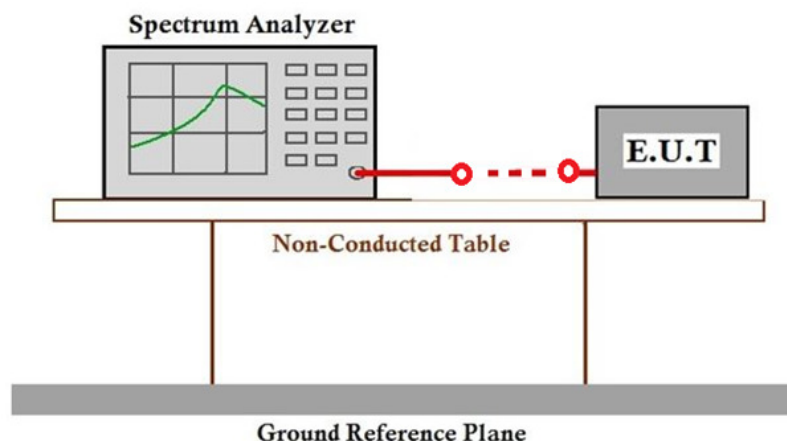 Spectrum Analyzer
E.U.T
Non-Conducted Table
Ground Reference Plane